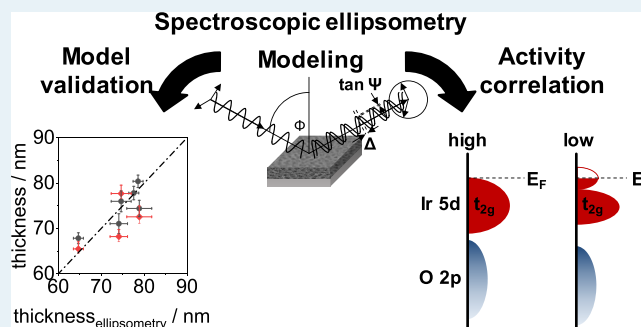 Spectroscopic ellipsometry
Model
validation
Modeling
Activity
correlation
tan Ψ
Φ
Δ
90
80
70
60
60 70 80 90
thickness / nm
thickness_ellipsometry / nm
high low
E_F
E
Ir 5d
t_2g
t_2g
O 2p